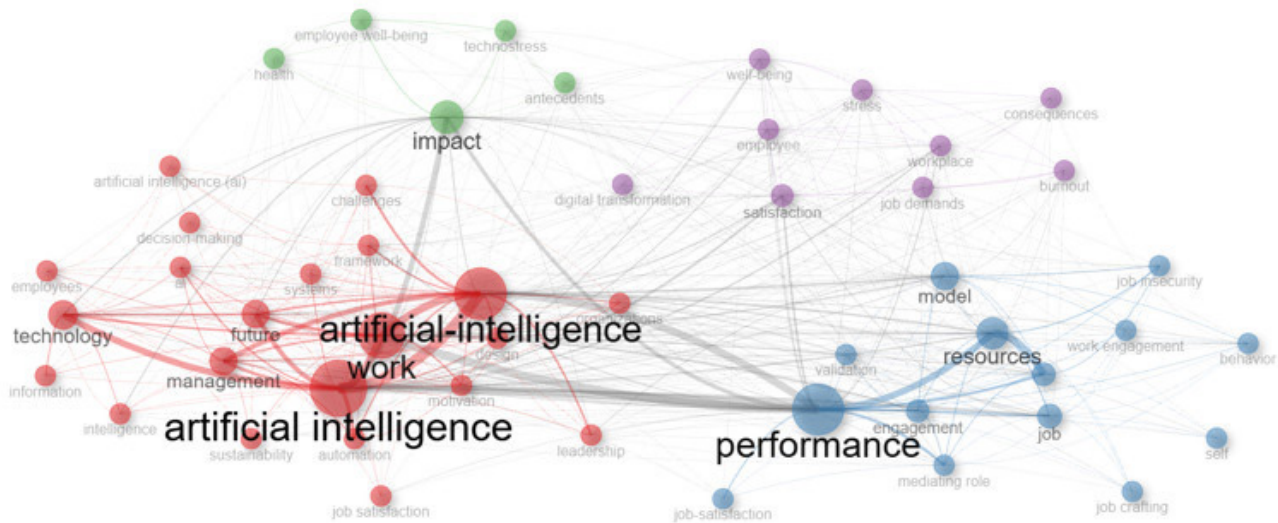 employee well-being
technostress
health
well-being
antecedents
stress
consequences
impact
employee
workplace
artificial intelligence (ai)
burnout
challenges
digital transformation
job demands
satisfaction
decision-making
framework
employees
ai
systems
job insecurity
model
technology
future
organizations
artificial-intelligence
design
work engagement
behavior
resources
work
validation
management
information
motivation
intelligence
artificial intelligence
performance
engagement
job
sustainability
automation
leadership
self
mediating role
job satisfaction
job-satisfaction
job crafting